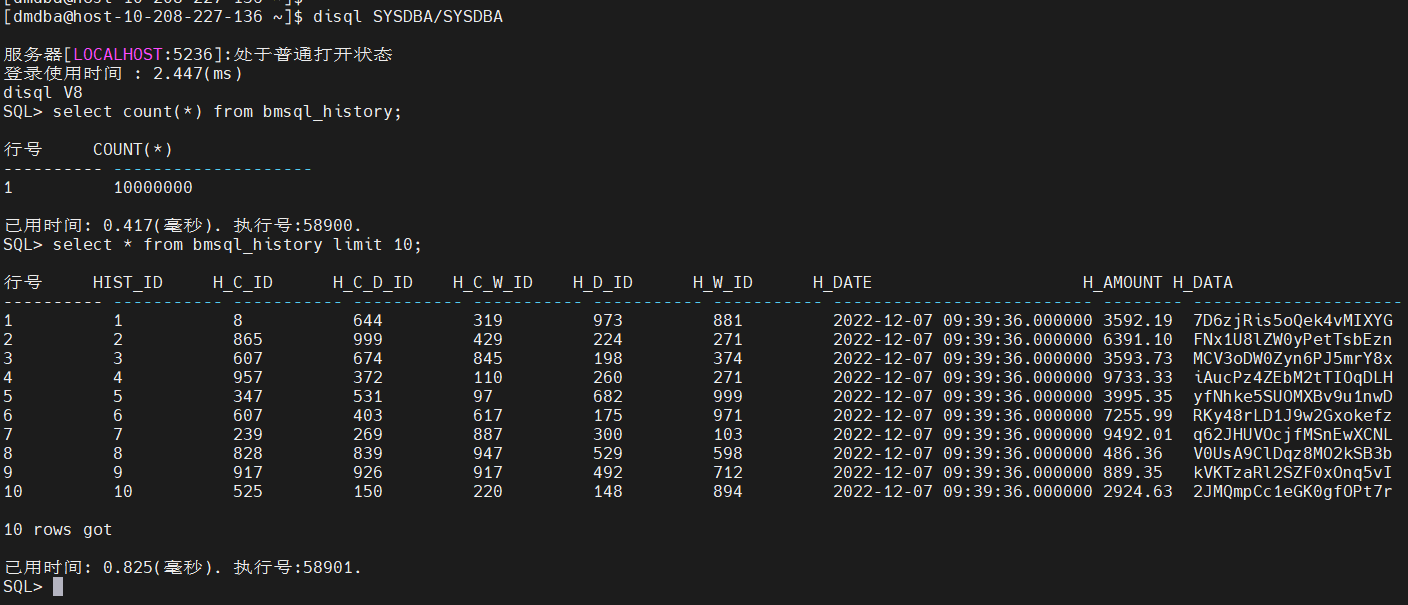 [dmdba@host-10-208-227-136 ~]$
[dmdba@host-10-208-227-136 ~]$ disql SYSDBA/SYSDBA
服务器[LOCALHOST:5236]:处于普通打开状态
登录使用时间 : 2.447(ms)
disql V8
SQL> select count(*) from bmsql_history;
行号     COUNT(*)
---------- --------------------
1          10000000
已用时间: 0.417(毫秒). 执行号:58900.
SQL> select * from bmsql_history limit 10;
行号     HIST_ID     H_C_ID      H_C_D_ID    H_C_W_ID    H_D_ID      H_W_ID      H_DATE                     H_AMOUNT H_DATA
---------- ----------- ----------- ----------- ----------- ----------- ----------- -------------------------- -------- ---------------------
1          1           8           644         319         973         881         2022-12-07 09:39:36.000000 3592.19  7D6zjRis5oQek4vMIXYG
2          2           865         999         429         224         271         2022-12-07 09:39:36.000000 6391.10  FNx1U8lZW0yPetTsbEzn
3          3           607         674         845         198         374         2022-12-07 09:39:36.000000 3593.73  MCV3oDW0Zyn6PJ5mrY8x
4          4           957         372         110         260         271         2022-12-07 09:39:36.000000 9733.33  iAucPz4ZEbM2tTIOqDLH
5          5           347         531         97          682         999         2022-12-07 09:39:36.000000 3995.35  yfNhke5SUOMXBv9u1nwD
6          6           607         403         617         175         971         2022-12-07 09:39:36.000000 7255.99  RKy48rLD1J9w2Gxokefz
7          7           239         269         887         300         103         2022-12-07 09:39:36.000000 9492.01  q62JHUVOcjfMSnEwXCNL
8          8           828         839         947         529         598         2022-12-07 09:39:36.000000 486.36   V0UsA9ClDqz8MO2kSB3b
9          9           917         926         917         492         712         2022-12-07 09:39:36.000000 889.35   kVKTzaRl2SZF0xOnq5vI
10         10          525         150         220         148         894         2022-12-07 09:39:36.000000 2924.63  2JMQmpCc1eGK0gfOPt7r
10 rows got
已用时间: 0.825(毫秒). 执行号:58901.
SQL>